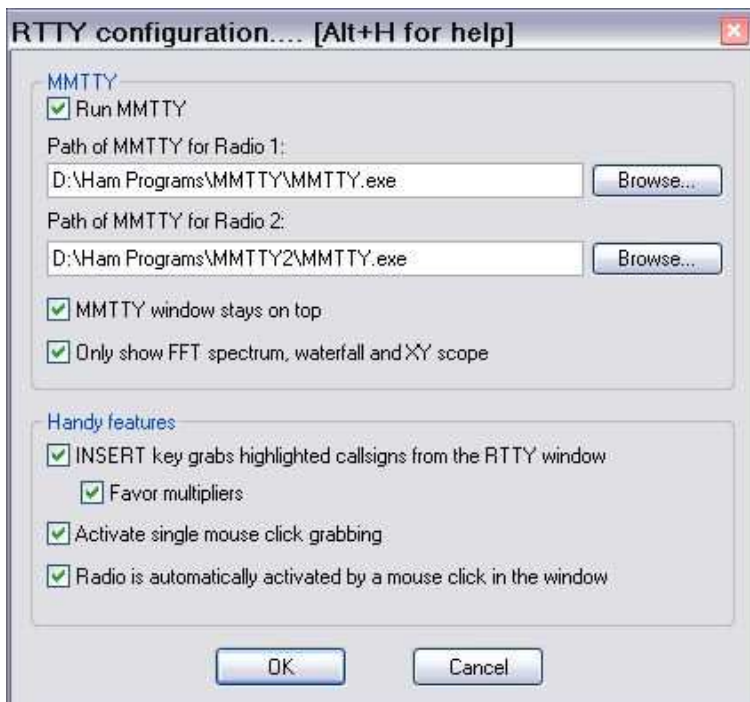 RTTY configuration.... [Alt+H for help]
MMTTY
Run MMTTY
Path of MMTTY for Radio 1:
D:\Ham Programs\MMTTY\MMTTY.exe
Browse...
Path of MMTTY for Radio 2:
D:\Ham Programs\MMTTY2\MMTTY.exe
Browse...
MMTTY window stays on top
Only show FFT spectrum, waterfall and XY scope
Handy features
INSERT key grabs highlighted callsigns from the RTTY window
Favor multipliers
Activate single mouse click grabbing
Radio is automatically activated by a mouse click in the window
OK
Cancel